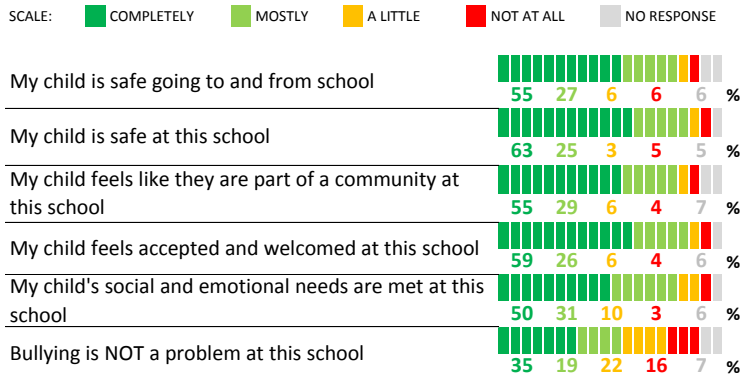 SCALE: COMPLETELY MOSTLY A LITTLE NOT AT ALL NO RESPONSE
My child is safe going to and from school
55 27 6 6 6 %
My child is safe at this school
63 25 3 5 5 %
My child feels like they are part of a community at
this school
55 29 6 4 7 %
My child feels accepted and welcomed at this school
59 26 6 4 6 %
My child's social and emotional needs are met at this
school
50 31 10 3 6 %
Bullying is NOT a problem at this school
35 19 22 16 7 %